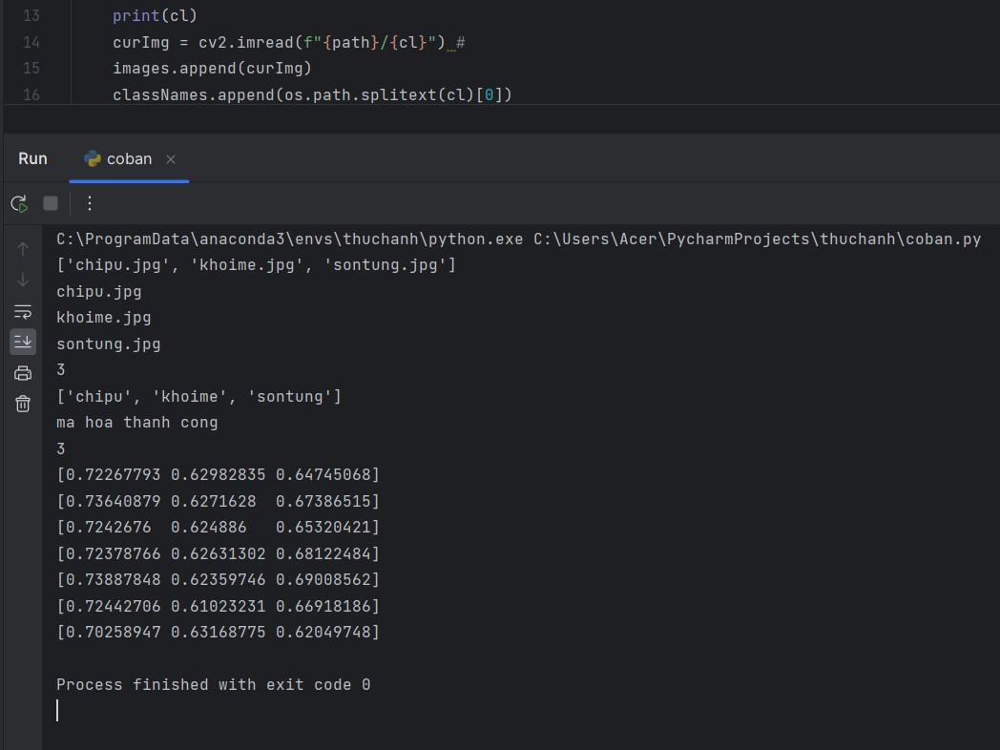 13 print(cl)
14 curImg = cv2.imread(f"{path}/{cl}") #
15 images.append(curImg)
16 classNames.append(os.path.splitext(cl)[0])
Run coban
C:\ProgramData\anaconda3\envs\thuchanh\python.exe C:\Users\Acer\PycharmProjects\thuchanh\coban.py
['chipu.jpg', 'khoime.jpg', 'sontung.jpg']
chipu.jpg
khoime.jpg
sontung.jpg
3
['chipu', 'khoime', 'sontung']
ma hoa thanh cong
3
[0.72267793 0.62982835 0.64745068]
[0.73640879 0.6271628  0.67386515]
[0.7242676  0.624886   0.65320421]
[0.72378766 0.62631302 0.68122484]
[0.73887848 0.62359746 0.69008562]
[0.72442706 0.61023231 0.66918186]
[0.70258947 0.63168775 0.62049748]
Process finished with exit code 0